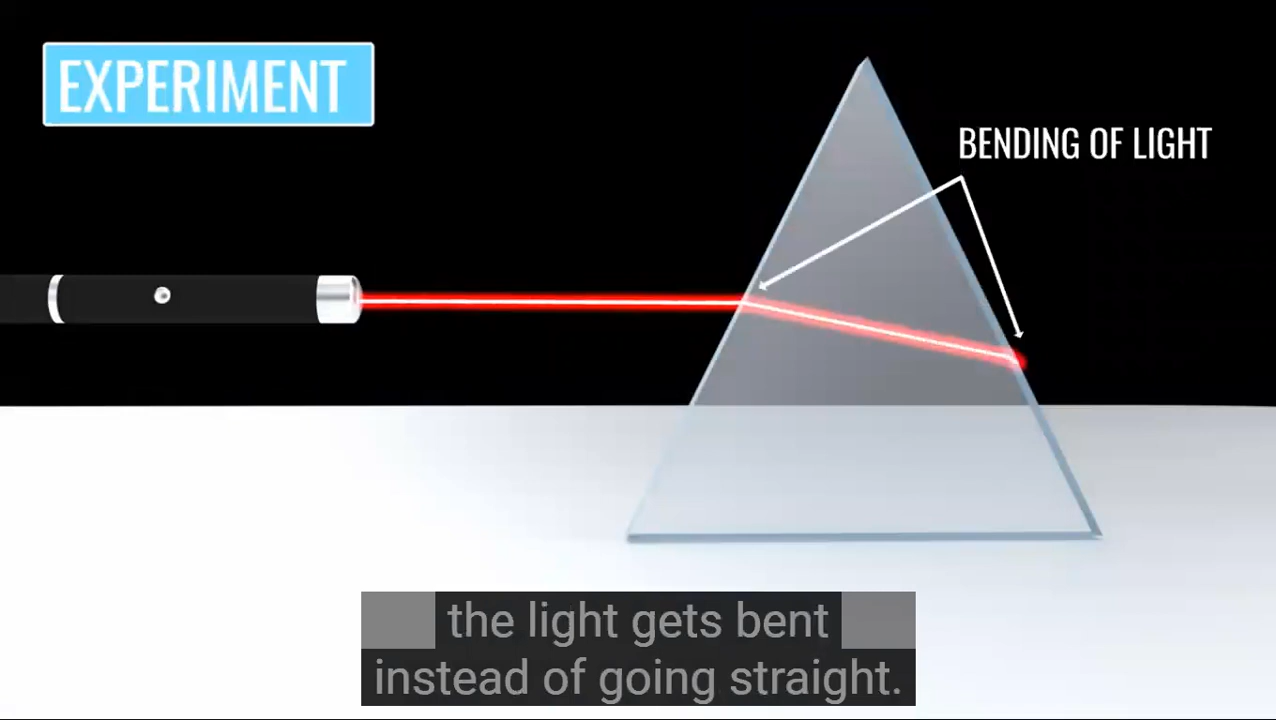 EXPERIMENT
BENDING OF LIGHT
the light gets bent
instead of going straight.